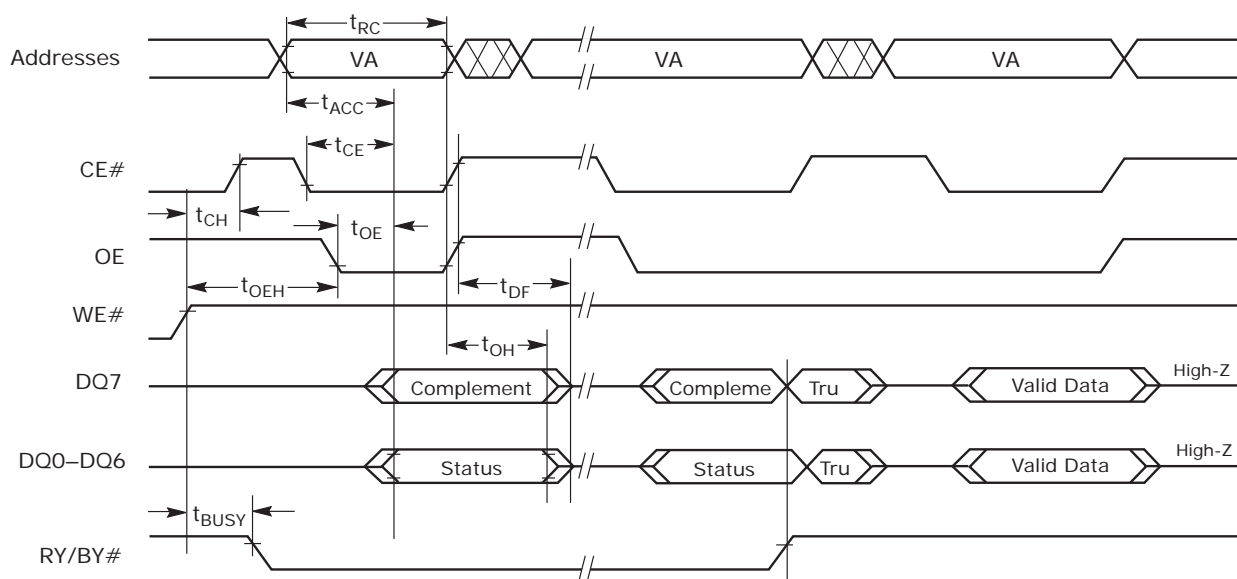 tRC
Addresses VA VA VA
tACC
tCE
CE#
tCH tOE
OE
tOEH tDF
WE#
tOH
DQ7 Complement Compleme Tru Valid Data High-Z
DQ0–DQ6 Status Status Tru Valid Data High-Z
tBUSY
RY/BY#